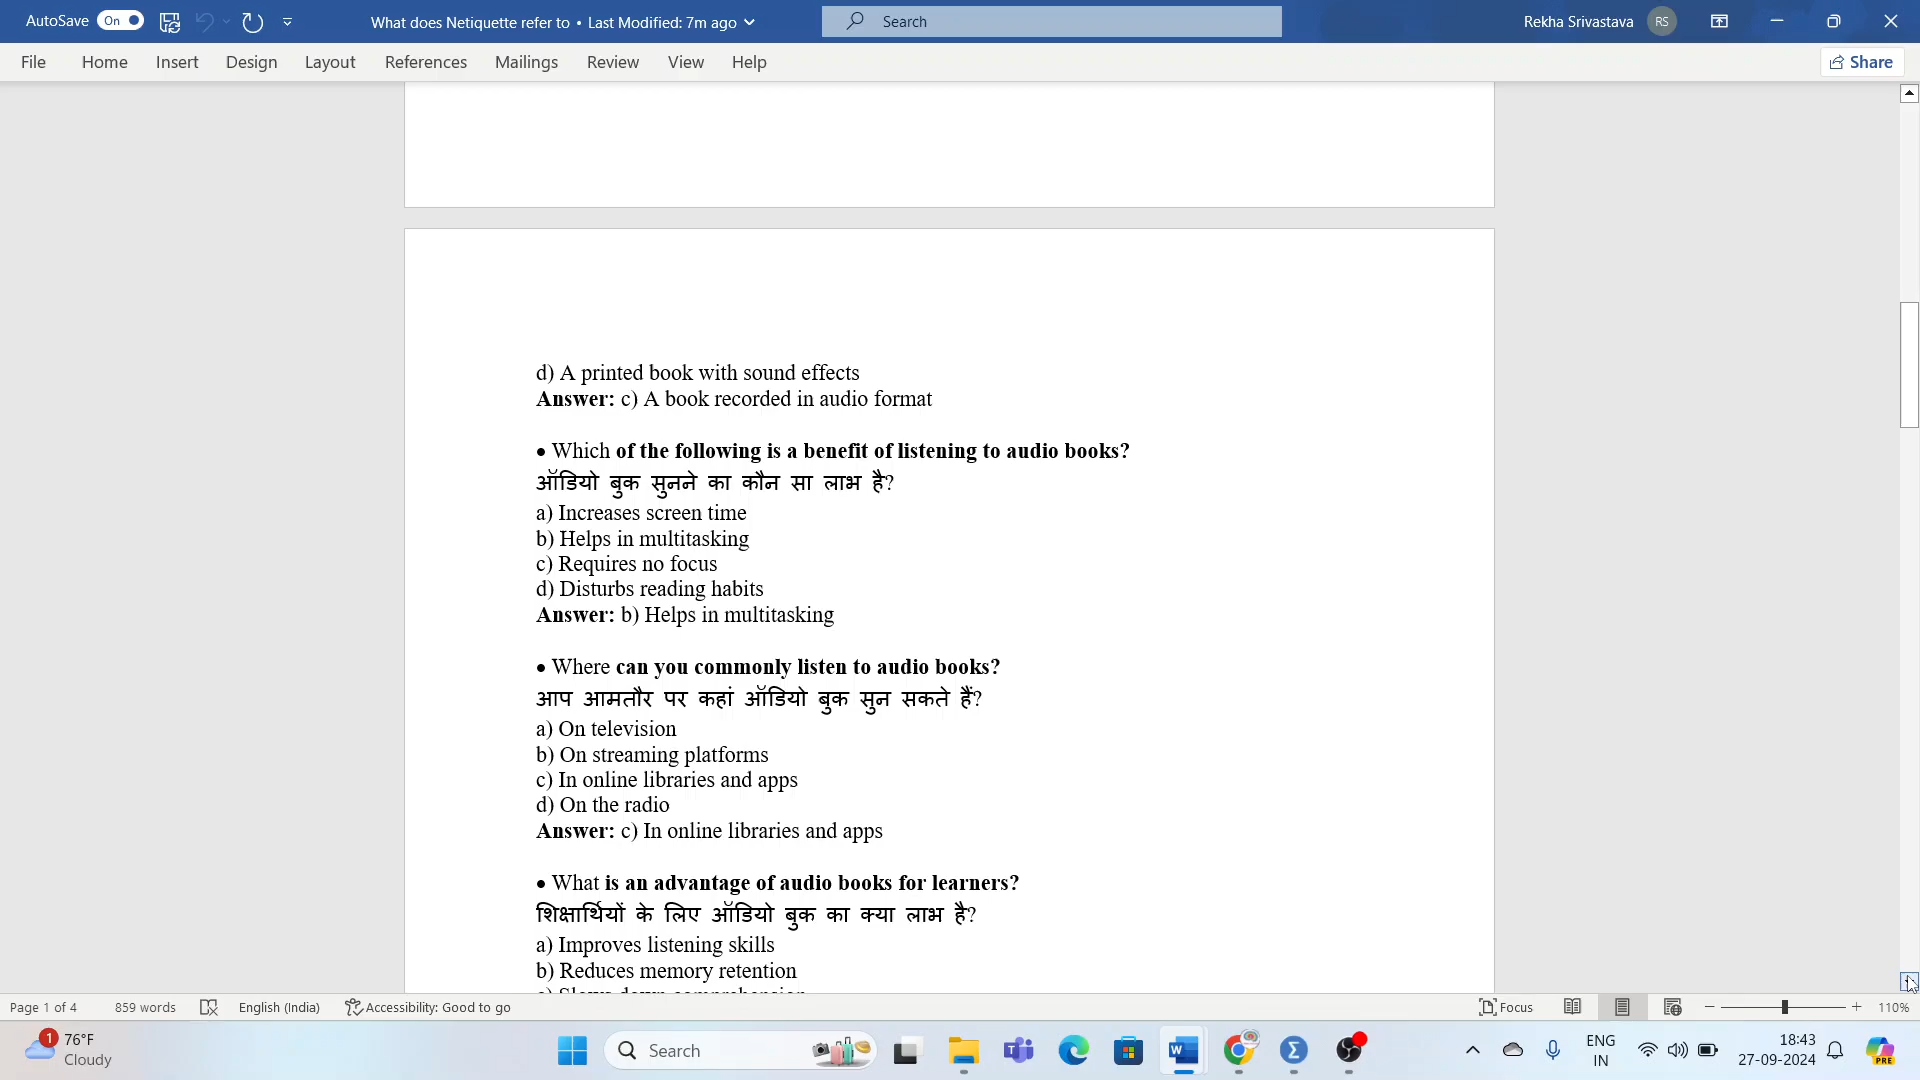 AutoSave On What does Netiquette refer to • Last Modified: 7m ago Search Rekha Srivastava RS
File Home Insert Design Layout References Mailings Review View Help Share
d) A printed book with sound effects
Answer: c) A book recorded in audio format
• Which of the following is a benefit of listening to audio books?
ऑडियो बुक सुनने का कौन सा लाभ है?
a) Increases screen time
b) Helps in multitasking
c) Requires no focus
d) Disturbs reading habits
Answer: b) Helps in multitasking
• Where can you commonly listen to audio books?
आप आमतौर पर कहां ऑडियो बुक सुन सकते हैं?
a) On television
b) On streaming platforms
c) In online libraries and apps
d) On the radio
Answer: c) In online libraries and apps
• What is an advantage of audio books for learners?
शिक्षार्थियों के लिए ऑडियो बुक का क्या लाभ है?
a) Improves listening skills
b) Reduces memory retention
c) Slows down comprehension
Page 1 of 4 859 words English (India) Accessibility: Good to go Focus 110%
1 76°F
Cloudy
Search
ENG
IN
18:43
27-09-2024
PRE